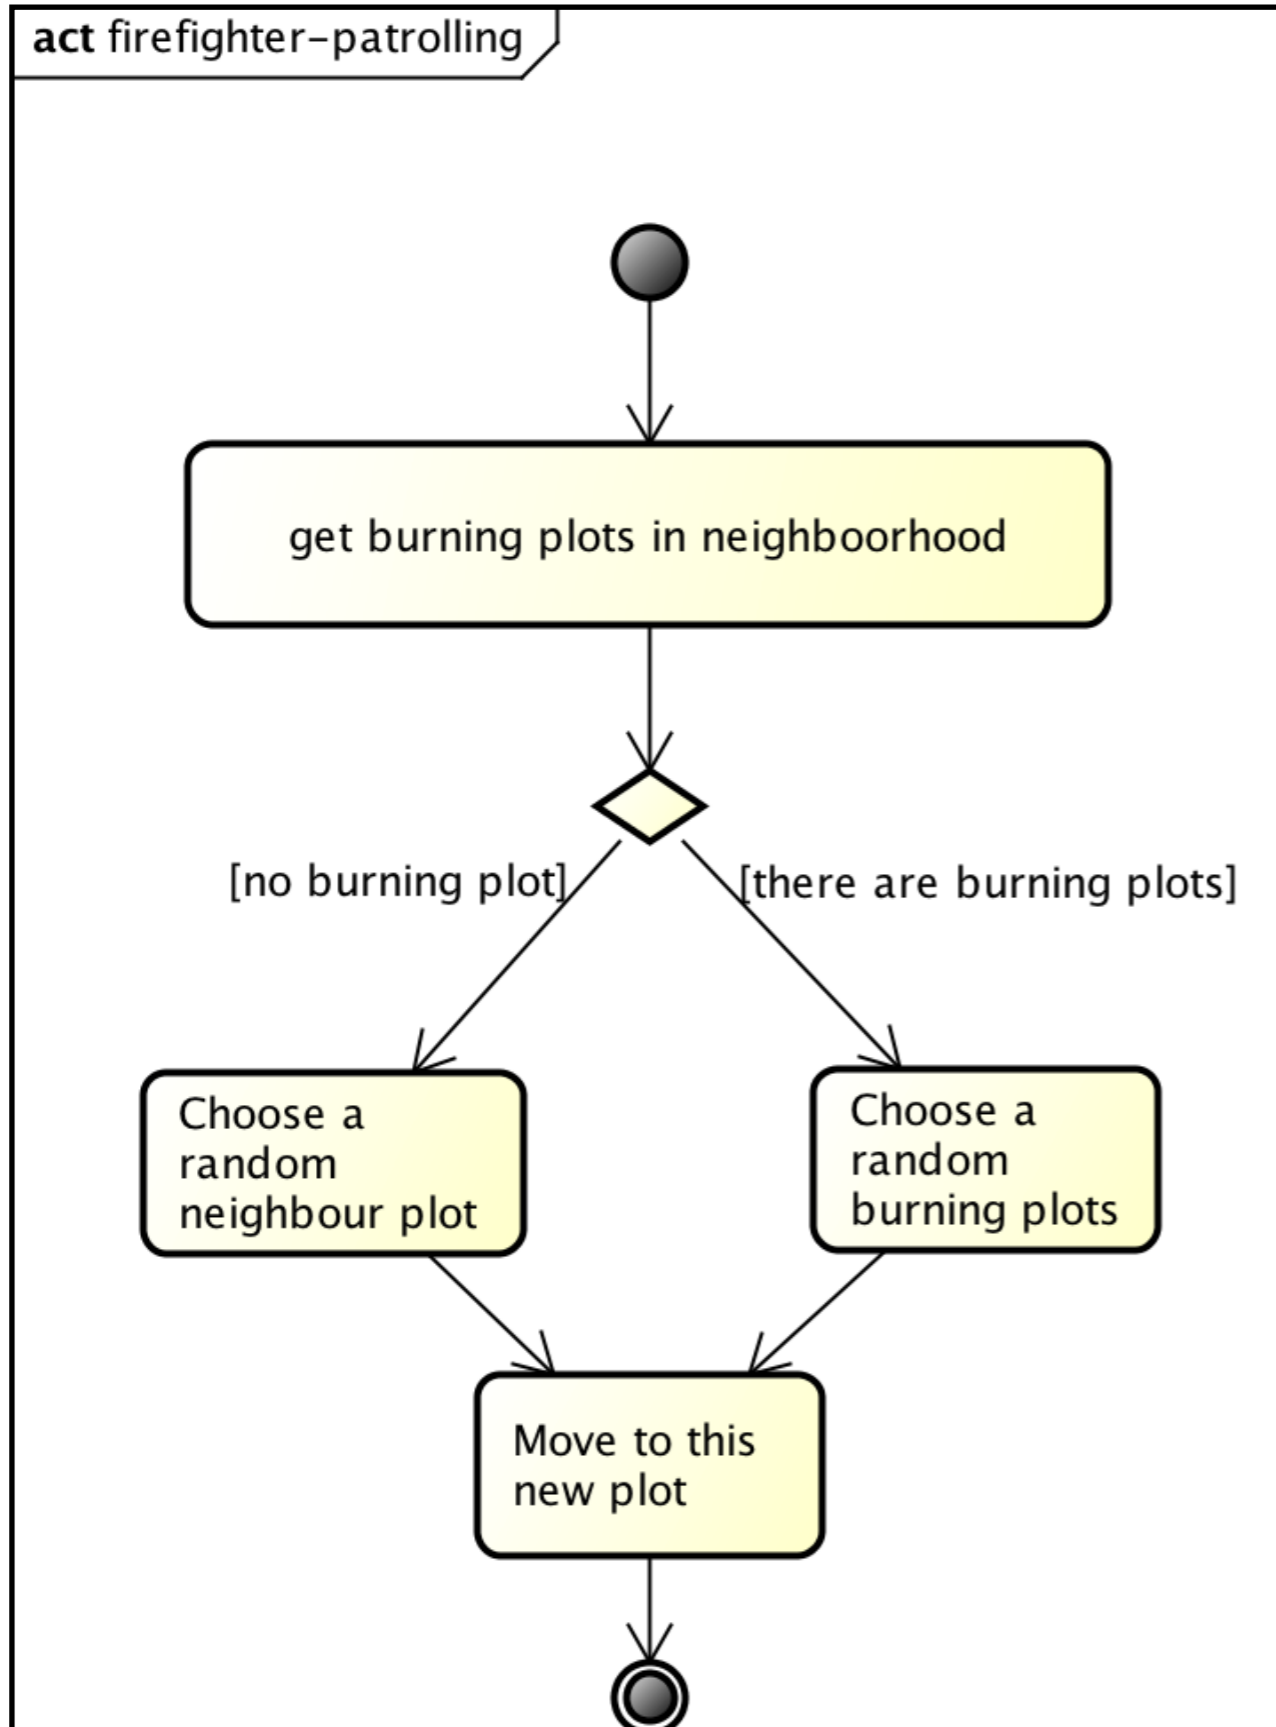 act firefighter-patrolling
get burning plots in neighboorhood
[no burning plot]
[there are burning plots]
Choose a
random
neighbour plot
Choose a
random
burning plots
Move to this
new plot